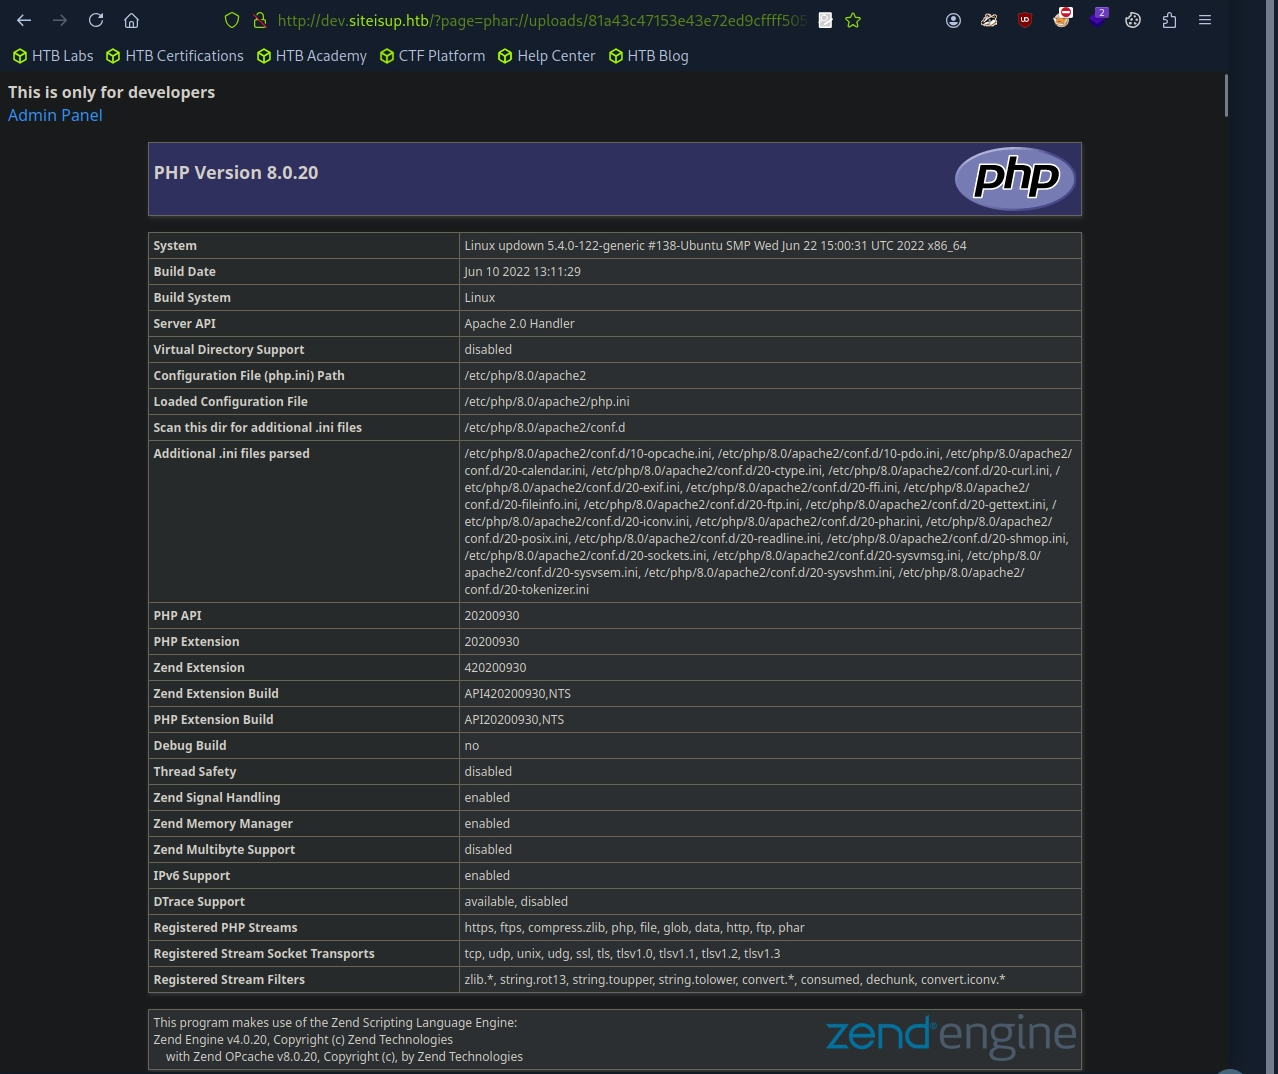 http://dev.siteisup.htb/?page=phar://uploads/81a43c47153e43e72ed9cffff505
2
HTB Labs HTB Certifications HTB Academy CTF Platform Help Center HTB Blog
This is only for developers
Admin Panel
PHP Version 8.0.20
php
System Linux updown 5.4.0-122-generic #138-Ubuntu SMP Wed Jun 22 15:00:31 UTC 2022 x86_64
Build Date Jun 10 2022 13:11:29
Build System Linux
Server API Apache 2.0 Handler
Virtual Directory Support disabled
Configuration File (php.ini) Path /etc/php/8.0/apache2
Loaded Configuration File /etc/php/8.0/apache2/php.ini
Scan this dir for additional .ini files /etc/php/8.0/apache2/conf.d
Additional .ini files parsed /etc/php/8.0/apache2/conf.d/10-opcache.ini, /etc/php/8.0/apache2/conf.d/10-pdo.ini, /etc/php/8.0/apache2/
conf.d/20-calendar.ini, /etc/php/8.0/apache2/conf.d/20-ctype.ini, /etc/php/8.0/apache2/conf.d/20-curl.ini, /
etc/php/8.0/apache2/conf.d/20-exif.ini, /etc/php/8.0/apache2/conf.d/20-ffi.ini, /etc/php/8.0/apache2/
conf.d/20-fileinfo.ini, /etc/php/8.0/apache2/conf.d/20-ftp.ini, /etc/php/8.0/apache2/conf.d/20-gettext.ini, /
etc/php/8.0/apache2/conf.d/20-iconv.ini, /etc/php/8.0/apache2/conf.d/20-phar.ini, /etc/php/8.0/apache2/
conf.d/20-posix.ini, /etc/php/8.0/apache2/conf.d/20-readline.ini, /etc/php/8.0/apache2/conf.d/20-shmop.ini,
/etc/php/8.0/apache2/conf.d/20-sockets.ini, /etc/php/8.0/apache2/conf.d/20-sysvmsg.ini, /etc/php/8.0/
apache2/conf.d/20-sysvsem.ini, /etc/php/8.0/apache2/conf.d/20-sysvshm.ini, /etc/php/8.0/apache2/
conf.d/20-tokenizer.ini
PHP API 20200930
PHP Extension 20200930
Zend Extension 420200930
Zend Extension Build API420200930,NTS
PHP Extension Build API20200930,NTS
Debug Build no
Thread Safety disabled
Zend Signal Handling enabled
Zend Memory Manager enabled
Zend Multibyte Support disabled
IPv6 Support enabled
DTrace Support available, disabled
Registered PHP Streams https, ftps, compress.zlib, php, file, glob, data, http, ftp, phar
Registered Stream Socket Transports tcp, udp, unix, udg, ssl, tls, tlsv1.0, tlsv1.1, tlsv1.2, tlsv1.3
Registered Stream Filters zlib.*, string.rot13, string.toupper, string.tolower, convert.*, consumed, dechunk, convert.iconv.*
This program makes use of the Zend Scripting Language Engine:
Zend Engine v4.0.20, Copyright (c) Zend Technologies
with Zend OPcache v8.0.20, Copyright (c), by Zend Technologies
zend®engine